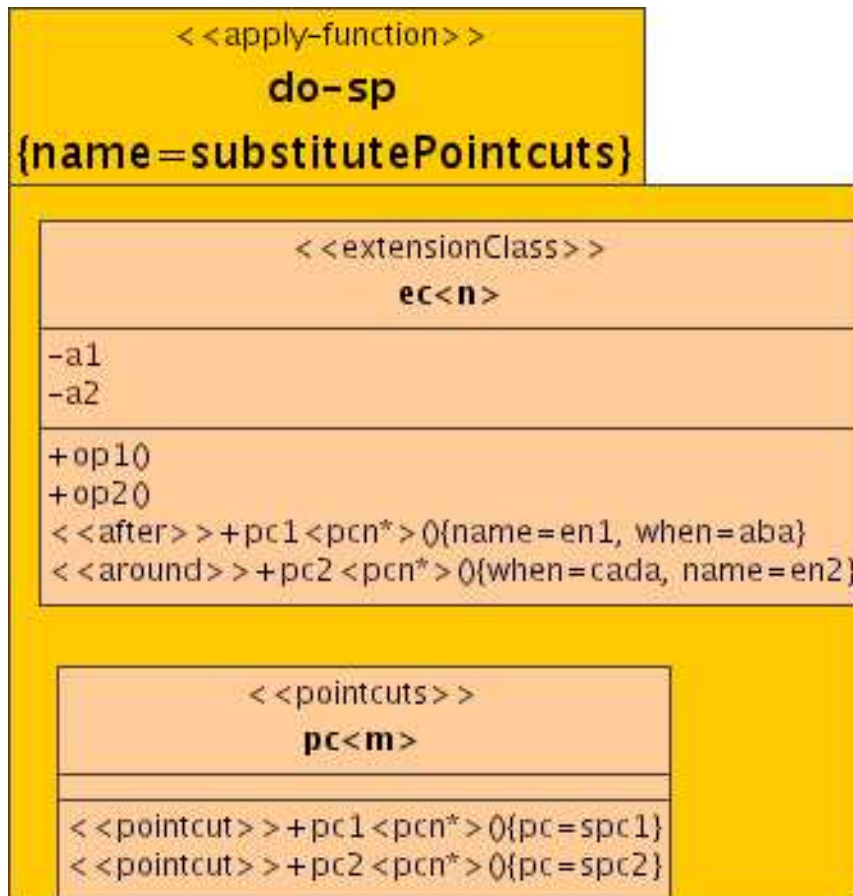 <<apply-function>>
do-sp
{name=substitutePointcuts}
<<extensionClass>>
ec<n>
-a1
-a2
+op1()
+op2()
<<after>>+pc1<pcn*>(){name=en1, when=aba}
<<around>>+pc2<pcn*>(){when=cada, name=en2}
<<pointcuts>>
pc<m>
<<pointcut>>+pc1<pcn*>(){pc=spc1}
<<pointcut>>+pc2<pcn*>(){pc=spc2}